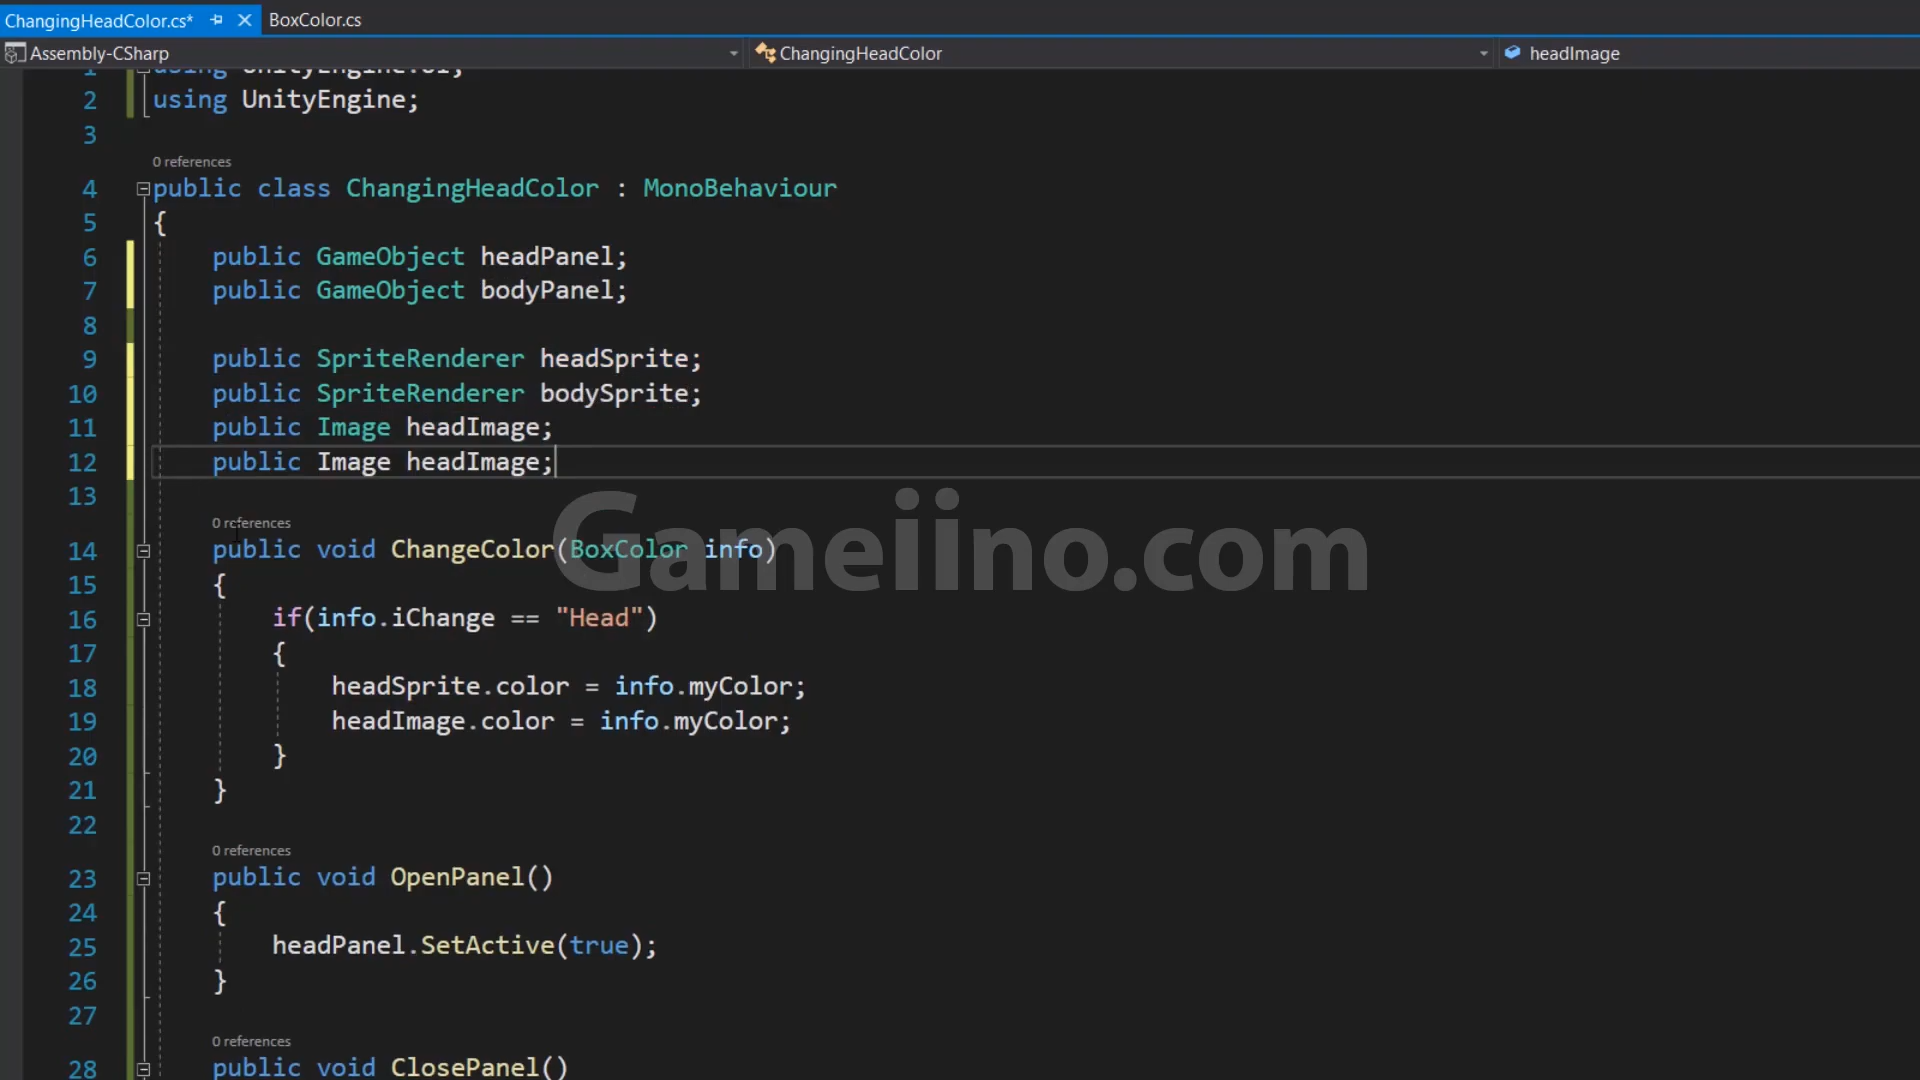 ChangingHeadColor.cs* BoxColor.cs
Assembly-CSharp ChangingHeadColor headImage
1 using UnityEngine.UI;
2 using UnityEngine;
3
0 references
4 public class ChangingHeadColor : MonoBehaviour
5 {
6 public GameObject headPanel;
7 public GameObject bodyPanel;
8
9 public SpriteRenderer headSprite;
10 public SpriteRenderer bodySprite;
11 public Image headImage;
12 public Image headImage;
13
Gameiino.com
0 references
14 public void ChangeColor(BoxColor info)
15 {
16 if(info.iChange == "Head")
17 {
18 headSprite.color = info.myColor;
19 headImage.color = info.myColor;
20 }
21 }
22
0 references
23 public void OpenPanel()
24 {
25 headPanel.SetActive(true);
26 }
27
0 references
28 public void ClosePanel()